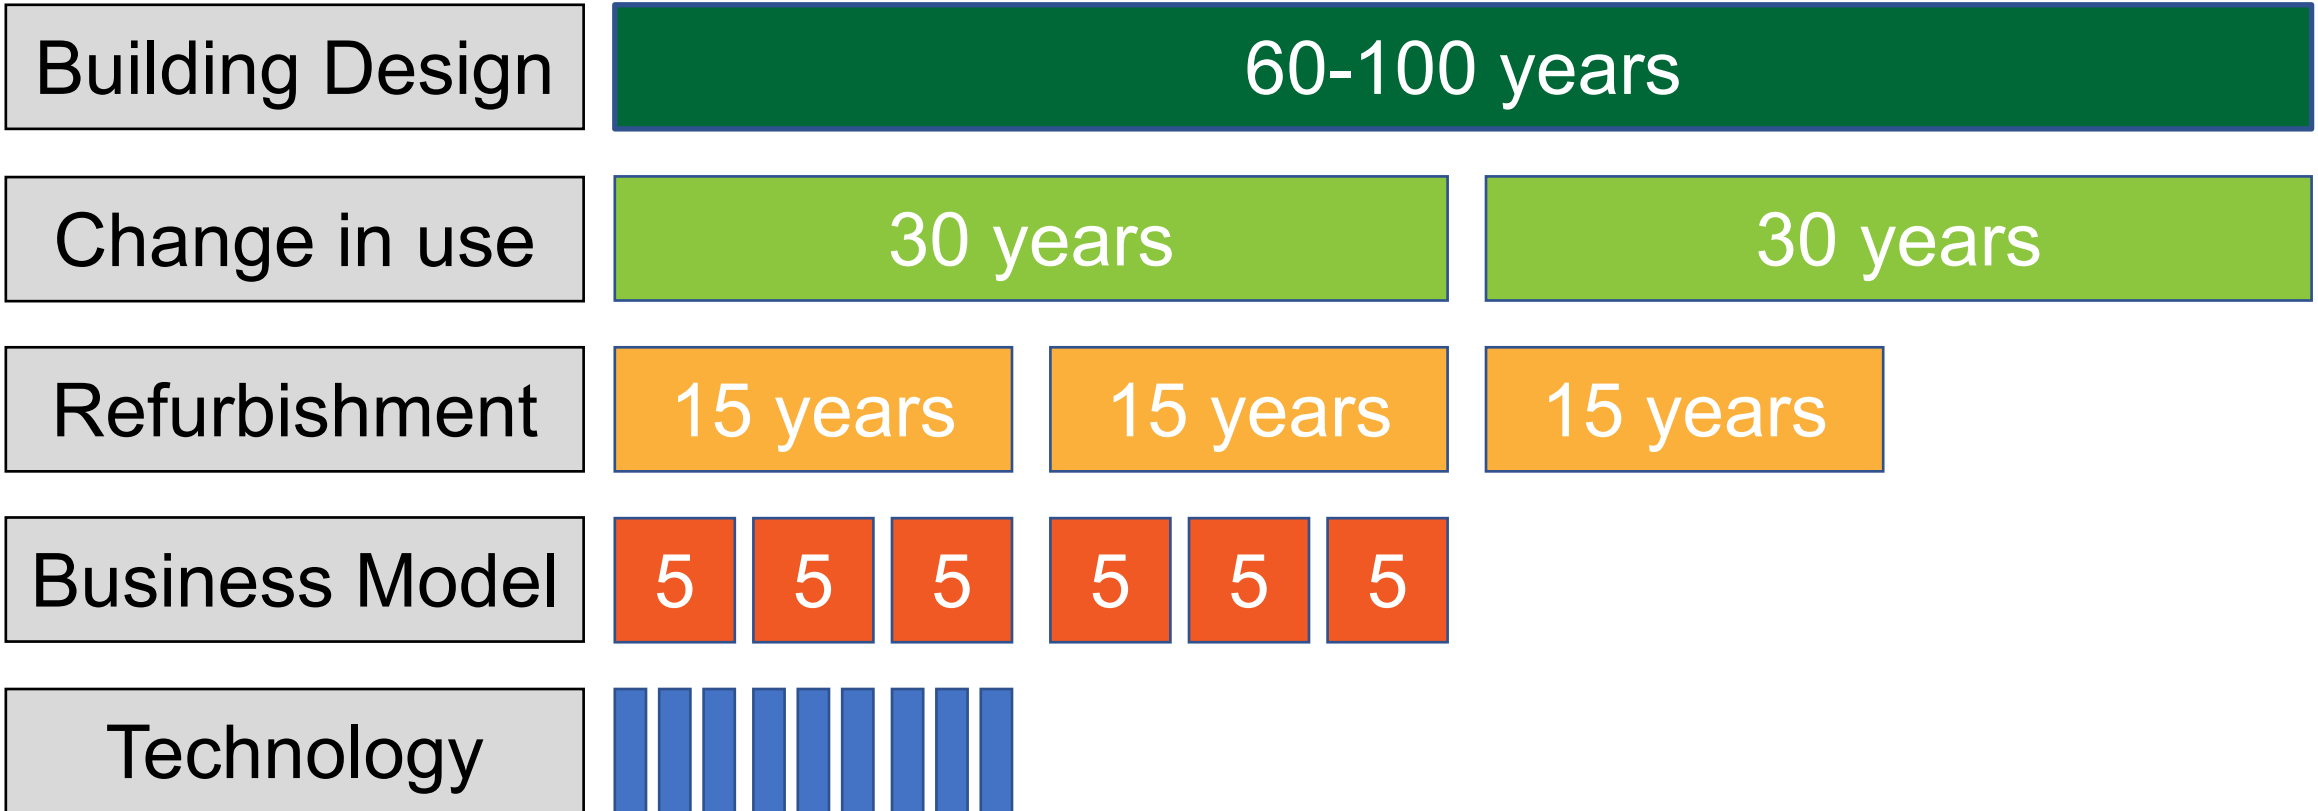 Building Design
60-100 years
Change in use
30 years
30 years
Refurbishment
15 years
15 years
15 years
Business Model
5
5
5
5
5
5
Technology